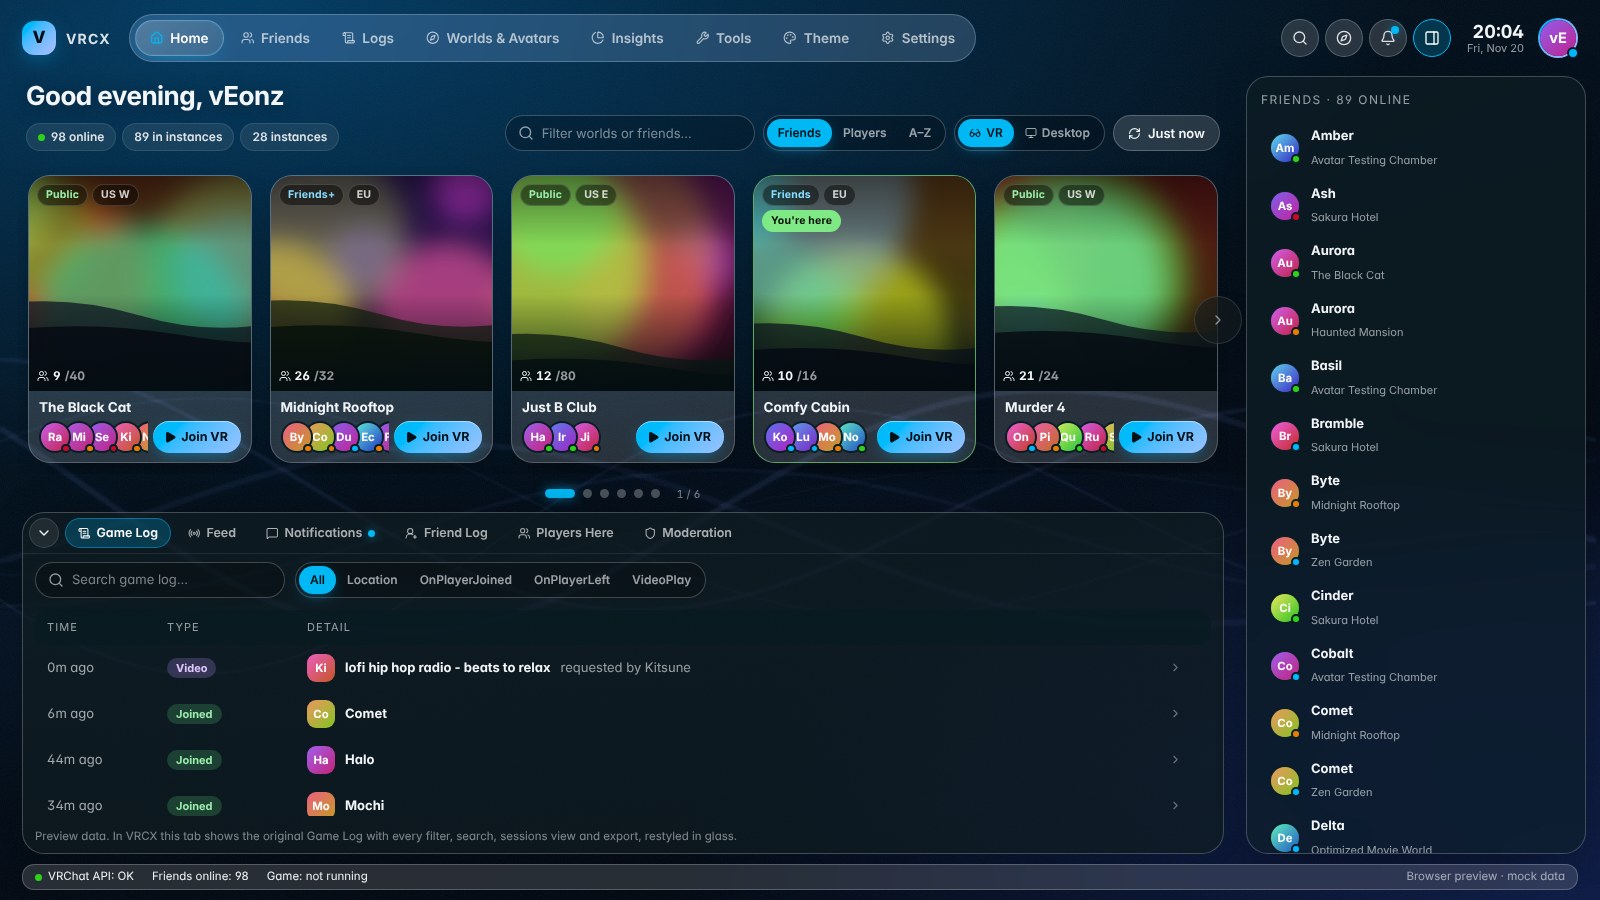 V VRCX Home Friends Logs Worlds & Avatars Insights Tools Theme Settings 20:04 vE
Fri, Nov 20
Good evening, vEonz
98 online 89 in instances 28 instances
Filter worlds or friends... Friends Players A–Z VR Desktop Just now
Public US W
9 /40
The Black Cat
Ra Mi Se Ki Join VR
Friends+ EU
26 /32
Midnight Rooftop
By Co Du Ec Join VR
Public US E
12 /80
Just B Club
Ha Ir Ji Join VR
Friends EU
You're here
10 /16
Comfy Cabin
Ko Lu Mo No Join VR
Public US W
21 /24
Murder 4
On Pi Qu Ru Join VR
1 / 6
Game Log Feed Notifications Friend Log Players Here Moderation
Search game log... All Location OnPlayerJoined OnPlayerLeft VideoPlay
TIME TYPE DETAIL
0m ago Video Ki lofi hip hop radio - beats to relax requested by Kitsune
6m ago Joined Co Comet
44m ago Joined Ha Halo
34m ago Joined Mo Mochi
Preview data. In VRCX this tab shows the original Game Log with every filter, search, sessions view and export, restyled in glass.
FRIENDS · 89 ONLINE
Am Amber
Avatar Testing Chamber
As Ash
Sakura Hotel
Au Aurora
The Black Cat
Au Aurora
Haunted Mansion
Ba Basil
Avatar Testing Chamber
Br Bramble
Sakura Hotel
By Byte
Midnight Rooftop
By Byte
Zen Garden
Ci Cinder
Sakura Hotel
Co Cobalt
Avatar Testing Chamber
Co Comet
Midnight Rooftop
Co Comet
Zen Garden
De Delta
Optimized Movie World
VRChat API: OK Friends online: 98 Game: not running Browser preview · mock data